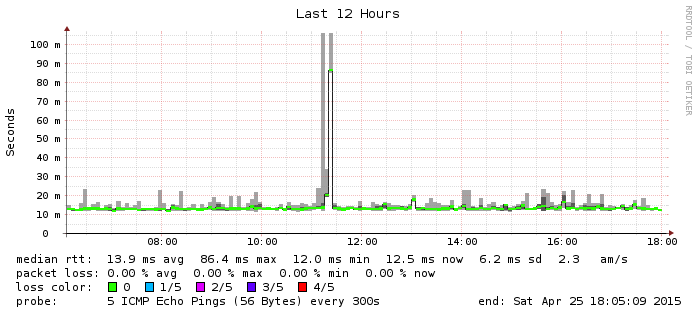 Last 12 Hours
RRDTOOL / TOBI OETIKER
Seconds
100 m
90 m
80 m
70 m
60 m
50 m
40 m
30 m
20 m
10 m
0
08:00 10:00 12:00 14:00 16:00 18:00
median rtt: 13.9 ms avg 86.4 ms max 12.0 ms min 12.5 ms now 6.2 ms sd 2.3 am/s
packet loss: 0.00 % avg 0.00 % max 0.00 % min 0.00 % now
loss color: 0 1/5 2/5 3/5 4/5
probe: 5 ICMP Echo Pings (56 Bytes) every 300s end: Sat Apr 25 18:05:09 2015